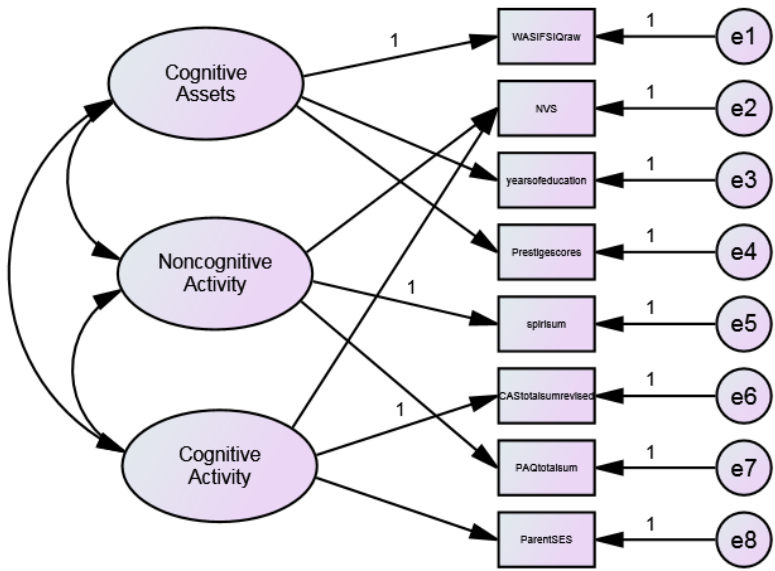 1
WASIFSIQraw
1
e1
Cognitive
Assets
NVS
1
e2
yearsofeducation
1
e3
Prestigescores
1
e4
Noncognitive
Activity
1
spirisum
1
e5
1
CAStotalsumrevised
1
e6
Cognitive
Activity
PAQtotalsum
1
e7
ParentSES
1
e8